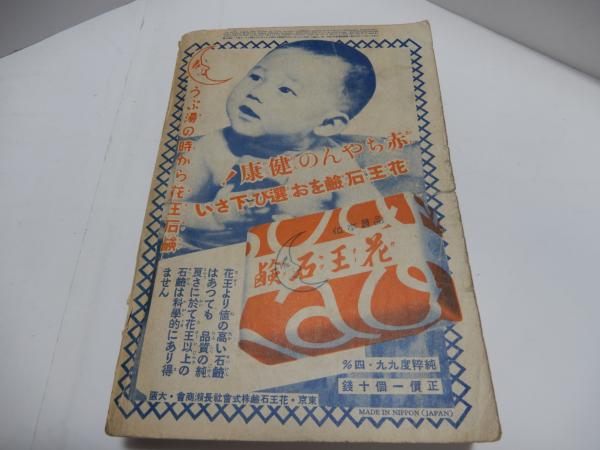 うぶ湯の時から花王石鹸
赤ちやんの健康!
花王石鹸をお選び下さい
花王石鹸
花王より値の高い石鹸
はあつても 品質の純
良さに於て花王以上の
石鹸は科學的にあり得
ません
純粹度九九・四%
正價一個十錢
東京・花王石鹸株式會社長瀬商會・大阪
MADE IN NIPPON (JAPAN)